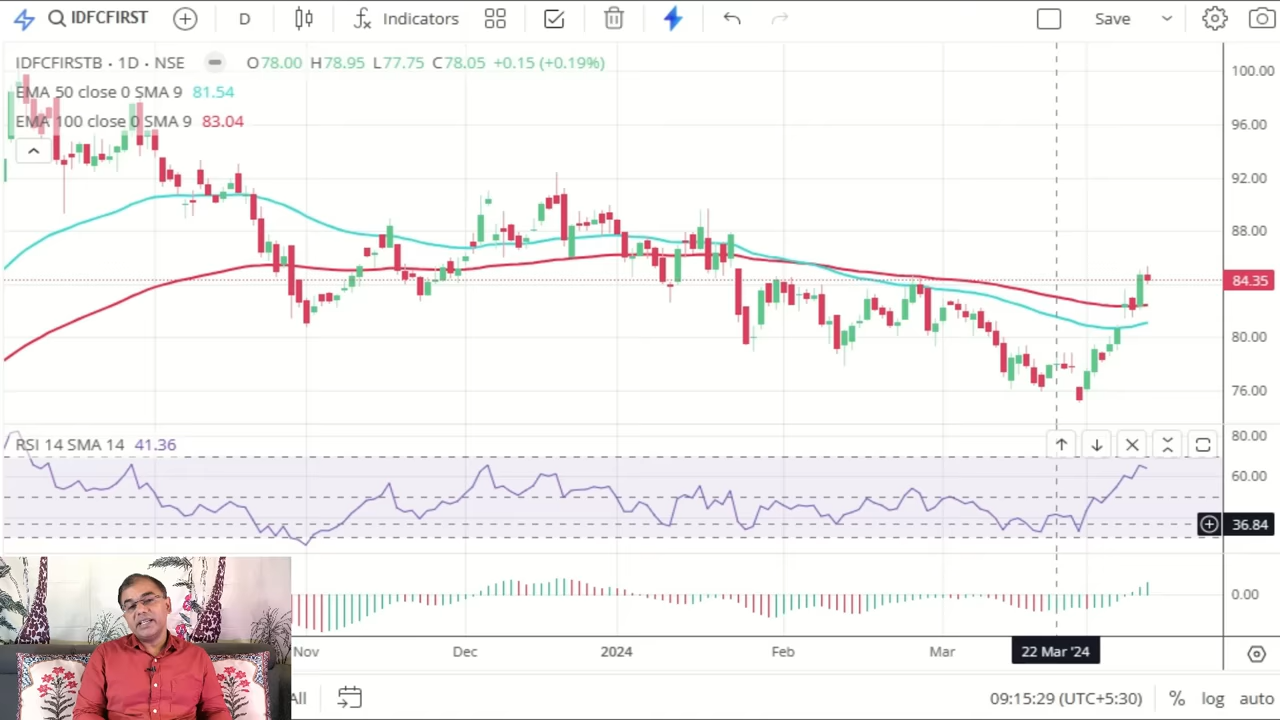 IDFCFIRST
D
Indicators
Save
IDFCFIRSTB · 1D · NSE
O78.00 H78.95 L77.75 C78.05 +0.15 (+0.19%)
EMA 50 close 0 SMA 9 81.54
EMA 100 close 0 SMA 9 83.04
100.00
96.00
92.00
88.00
84.35
80.00
76.00
RSI 14 SMA 14 41.36
80.00
60.00
36.84
0.00
Nov Dec 2024 Feb Mar 22 Mar '24
All
09:15:29 (UTC+5:30) % log auto